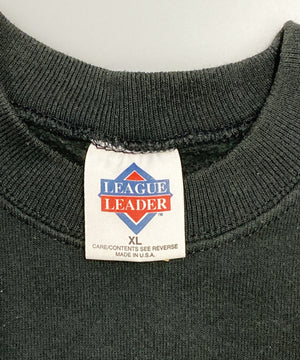 LEAGUE
LEADER
TM
XL
CARE/CONTENTS SEE REVERSE
MADE IN U.S.A.